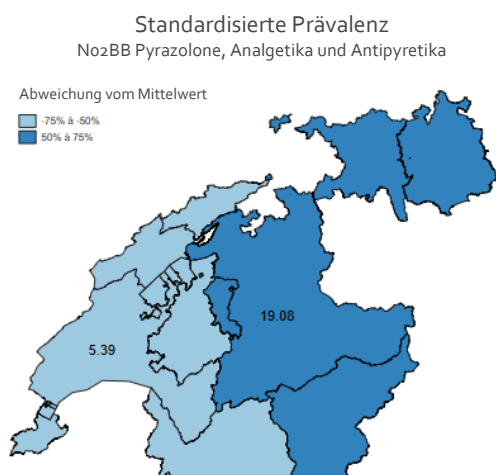 Standardisierte Prävalenz
N02BB Pyrazolone, Analgetika und Antipyretika
Abweichung vom Mittelwert
-75% à -50%
50% à 75%
19.08
5.39